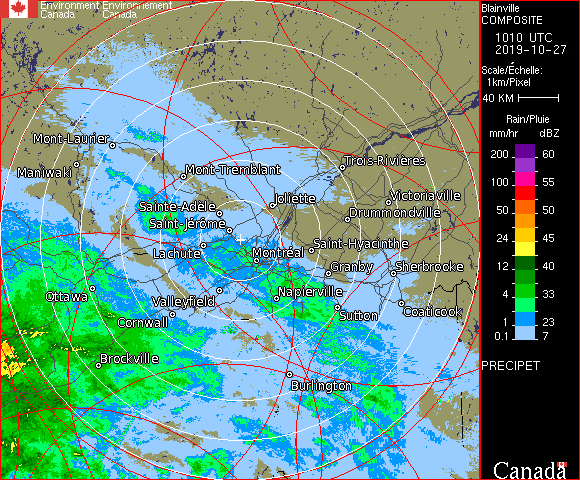 Environment Environnement
Canada Canada
Blainville
COMPOSITE
1010 UTC
2019-10-27
Scale/Échelle:
1km/Pixel
40 KM
Rain/Pluie
mm/hr dBZ
200 60
100 55
50 50
24 45
12 40
4 33
1 23
0.1 7
PRECIPET
Mont-Laurier
Maniwaki
Mont-Tremblant
Trois-Rivières
Joliette
Victoriaville
Sainte-Adèle
Drummondville
Saint-Jérôme
Lachute
Montréal
Saint-Hyacinthe
Granby
Sherbrooke
Ottawa
Valleyfield
Napierville
Cornwall
Sutton
Coaticook
Brockville
Burlington
Canada